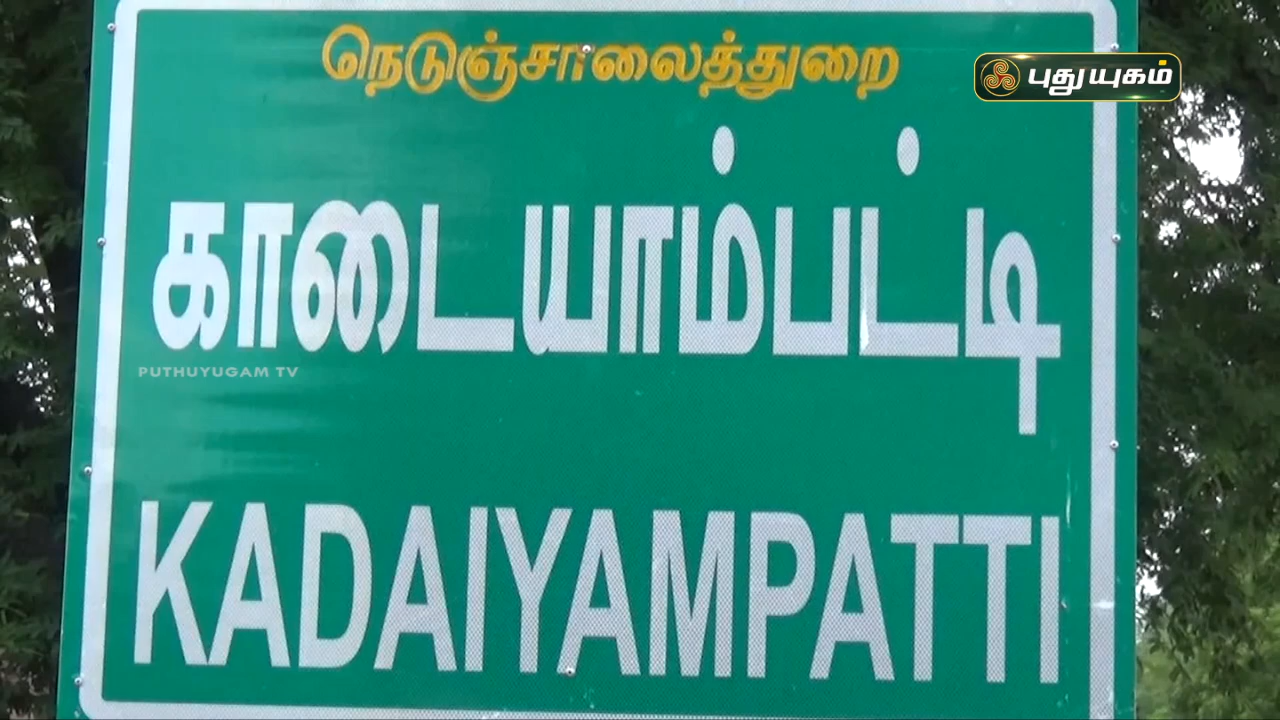 நெடுஞ்சாலைத்துறை
புதுயுகம்
காடையாம்பட்டி
PUTHUYUGAM TV
KADAIYAMPATTI